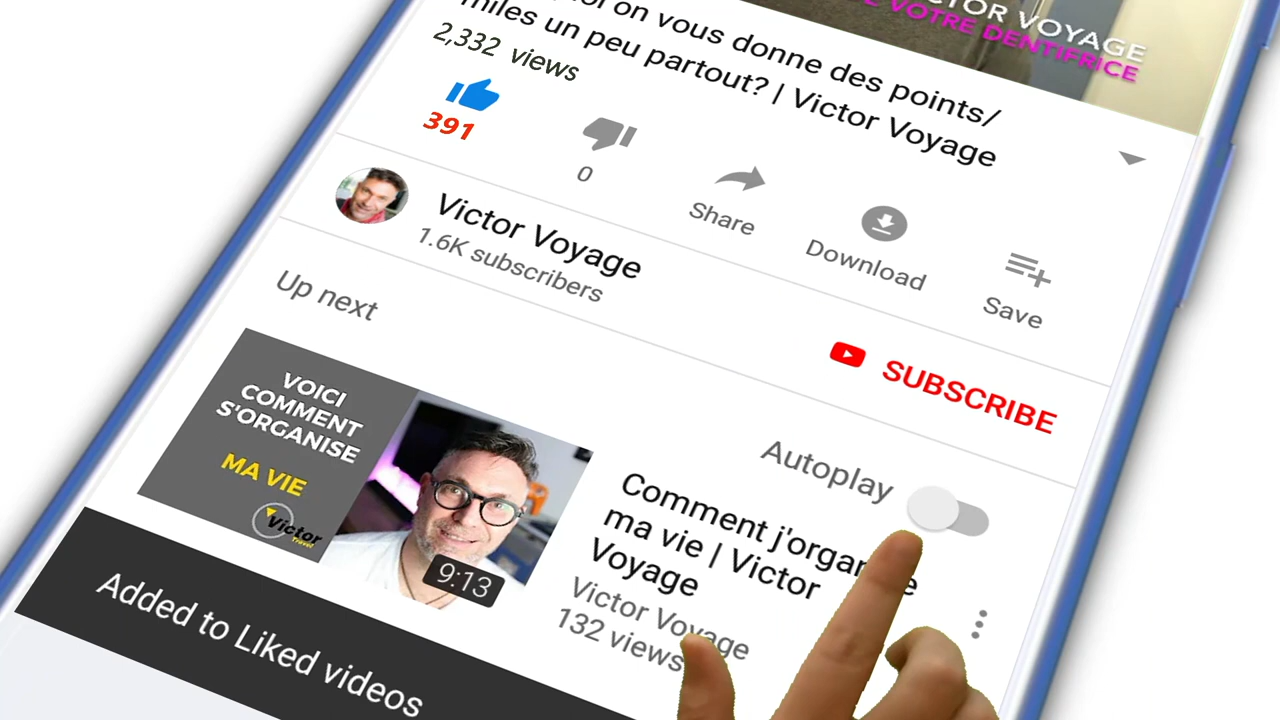 CTOR VOYAGE
VOTRE DENTIFRICE
on vous donne des points/
miles un peu partout? | Victor Voyage
2,332 views
391
0
Share
Download
Save
Victor Voyage
1.6K subscribers
SUBSCRIBE
Up next
Autoplay
VOICI
COMMENT
S'ORGANISE
MA VIE
Victor
Travel
9:13
Comment j'organise
ma vie | Victor
Voyage
Victor Voyage
132 views
Added to Liked videos